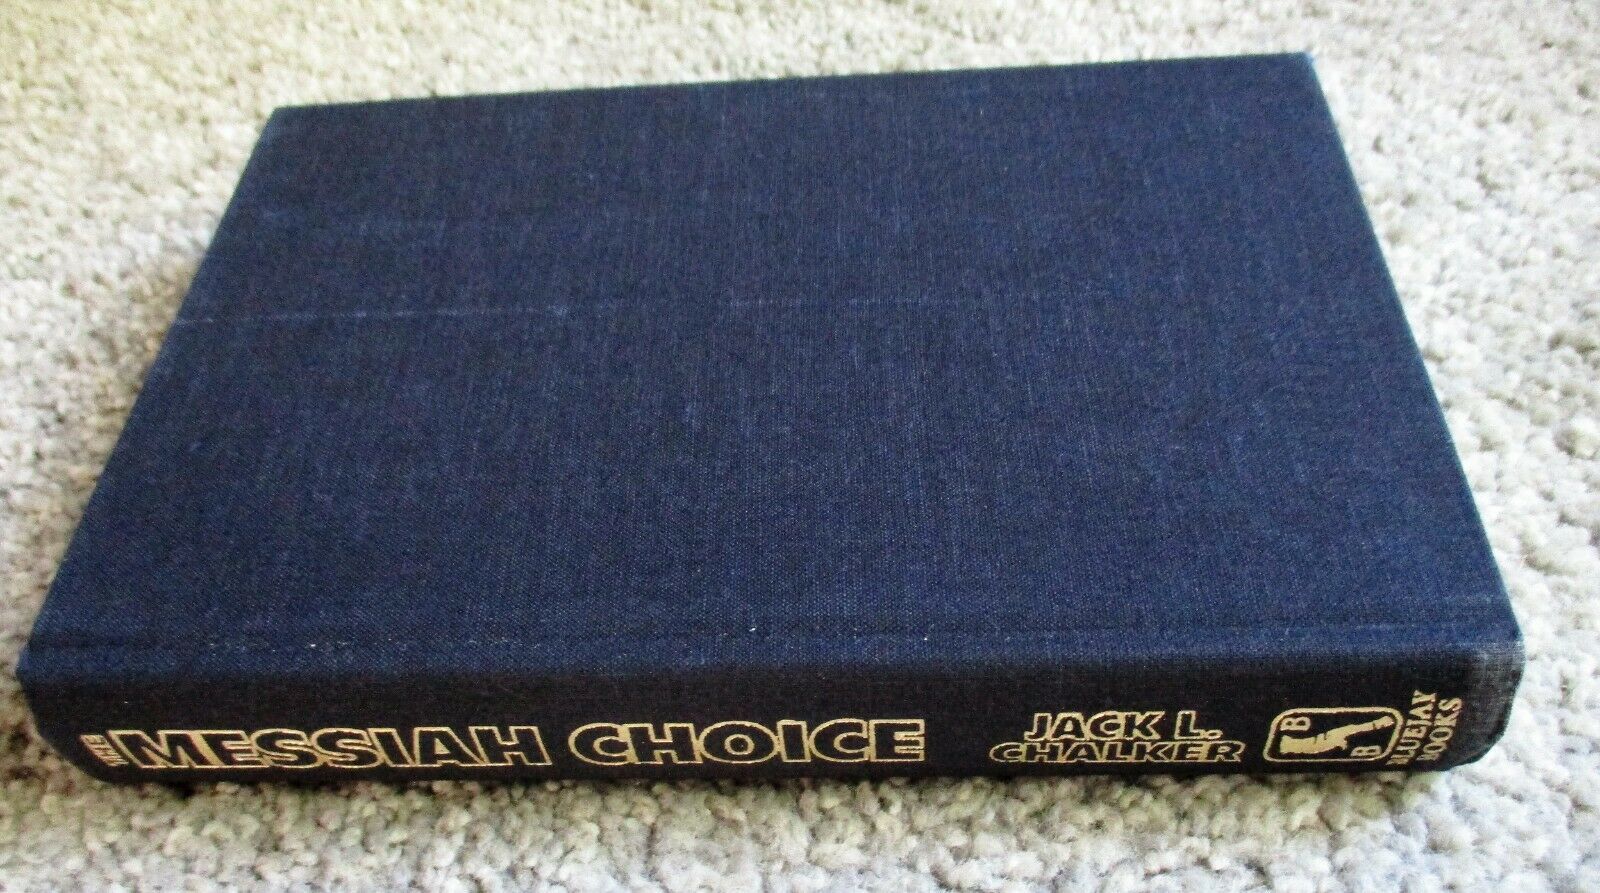 THE MESSIAH CHOICE
JACK L.
CHALKER
B
B
BLUEJAY
BOOKS